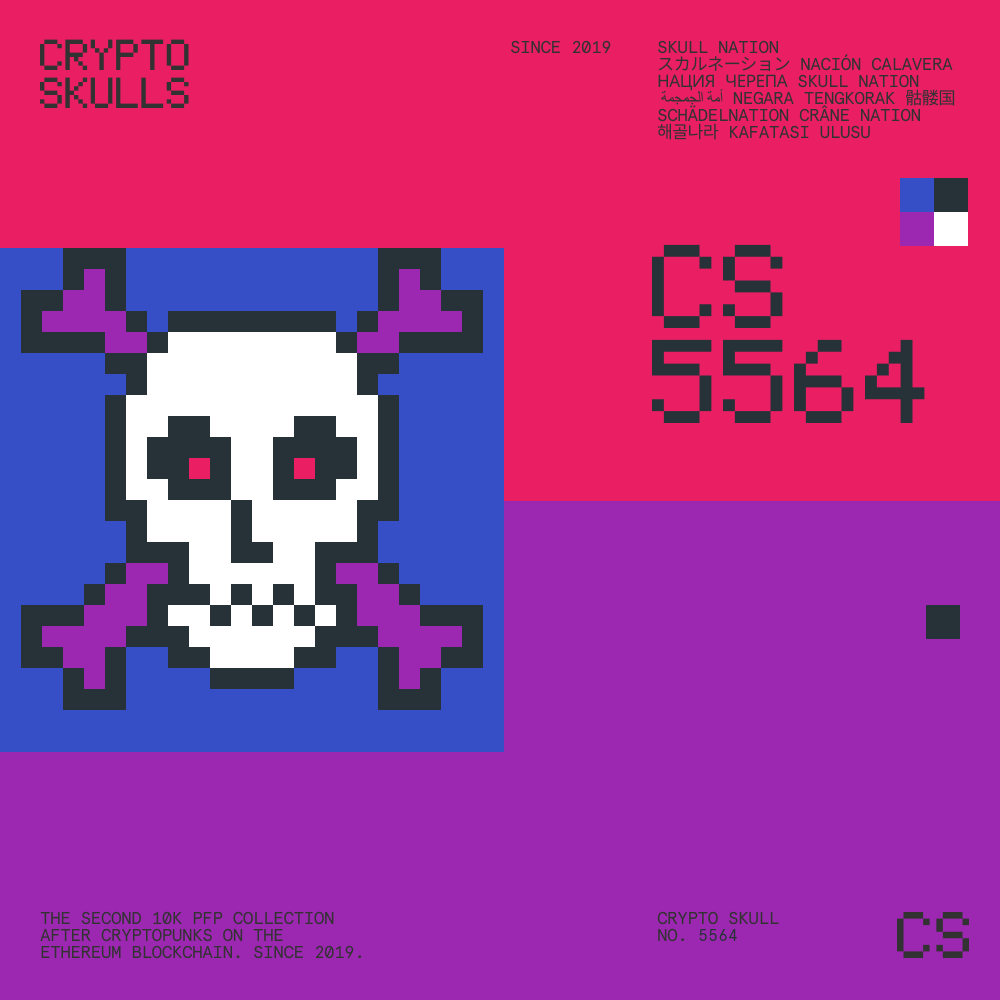 CRYPTO
SKULLS
SINCE 2019
SKULL NATION
スカルネーション NACIÓN CALAVERA
НАЦИЯ ЧЕРЕПА SKULL NATION
أمة الجمجمة NEGARA TENGKORAK 骷髅国
SCHÄDELNATION CRÂNE NATION
해골나라 KAFATASI ULUSU
CS
5564
THE SECOND 10K PFP COLLECTION
AFTER CRYPTOPUNKS ON THE
ETHEREUM BLOCKCHAIN. SINCE 2019.
CRYPTO SKULL
NO. 5564
CS